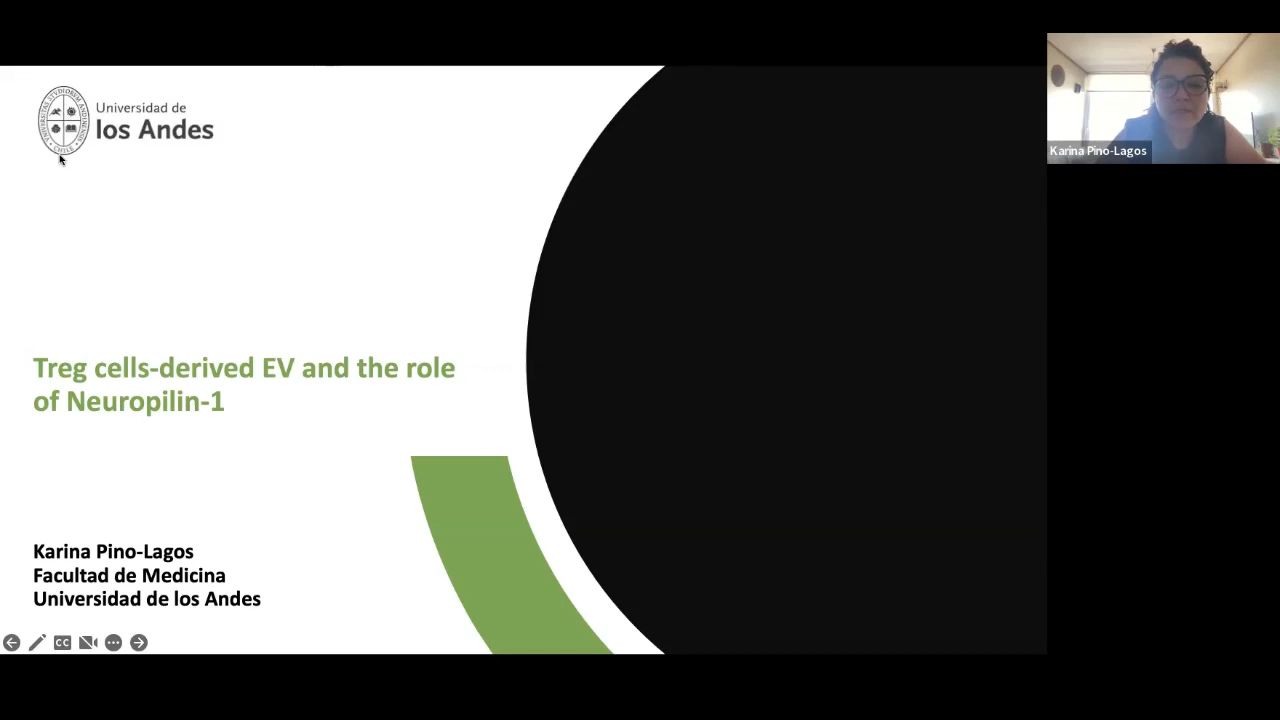 Universidad de
los Andes
Treg cells-derived EV and the role
of Neuropilin-1
Karina Pino-Lagos
Facultad de Medicina
Universidad de los Andes
CC
Karina Pino-Lagos